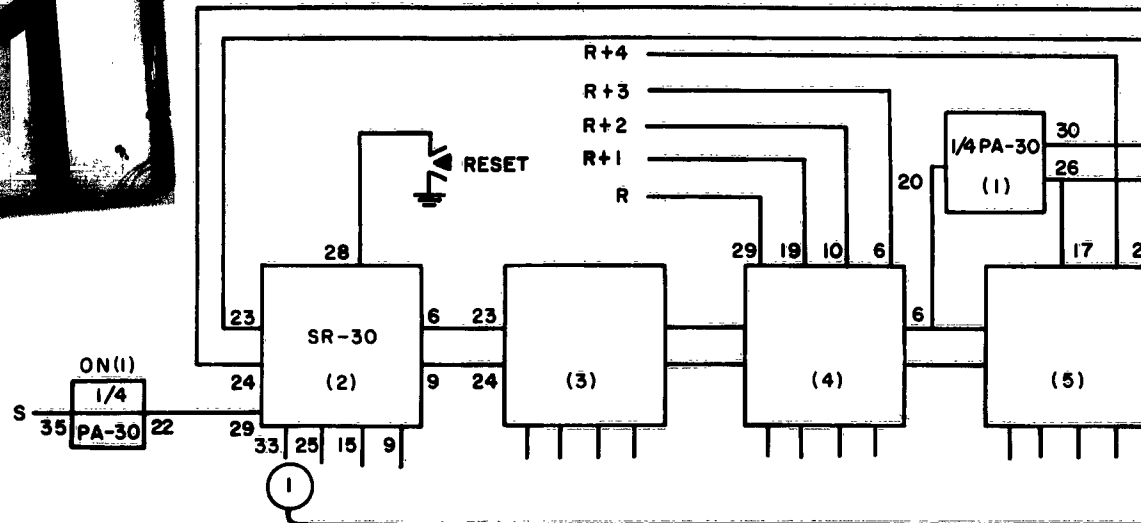 R+4
R+3
R+2
R+1
R
RESET
1/4 PA-30
(1)
30
26
20
28
29 19 10 6
17 2
23
SR-30
(2)
24
29
6 23
9 24
(3)
(4)
6
(5)
ON(1)
1/4
PA-30
S
35
22
33 25 15 9
1